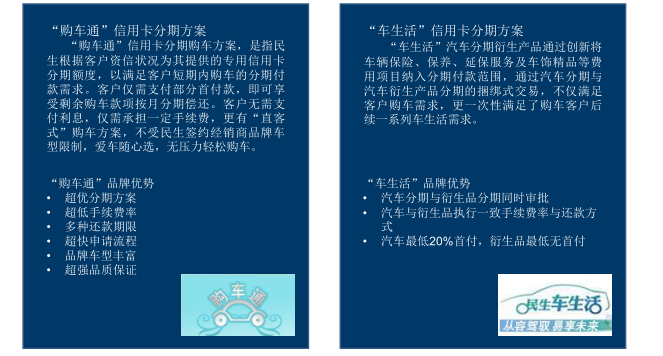 “购车通”信用卡分期方案
“购车通”信用卡分期购车方案，是指民
生根据客户资信状况为其提供的专用信用卡
分期额度，以满足客户短期内购车的分期付
款需求。客户仅需支付部分首付款，即可享
受剩余购车款项按月分期偿还。客户无需支
付利息，仅需承担一定手续费，更有“直客
式”购车方案，不受民生签约经销商品牌车
型限制，爱车随心选，无压力轻松购车。
“购车通”品牌优势
• 超优分期方案
• 超低手续费率
• 多种还款期限
• 超快申请流程
• 品牌车型丰富
• 超强品质保证
购车通
“车生活”信用卡分期方案
“车生活”汽车分期衍生产品通过创新将
车辆保险、保养、延保服务及车饰精品等费
用项目纳入分期付款范围，通过汽车分期与
汽车衍生产品分期的捆绑式交易，不仅满足
客户购车需求，更一次性满足了购车客户后
续一系列车生活需求。
“车生活”品牌优势
• 汽车分期与衍生品分期同时审批
• 汽车与衍生品执行一致手续费率与还款方
式
• 汽车最低20%首付，衍生品最低无首付
民生车生活
从容驾驭 易享未来